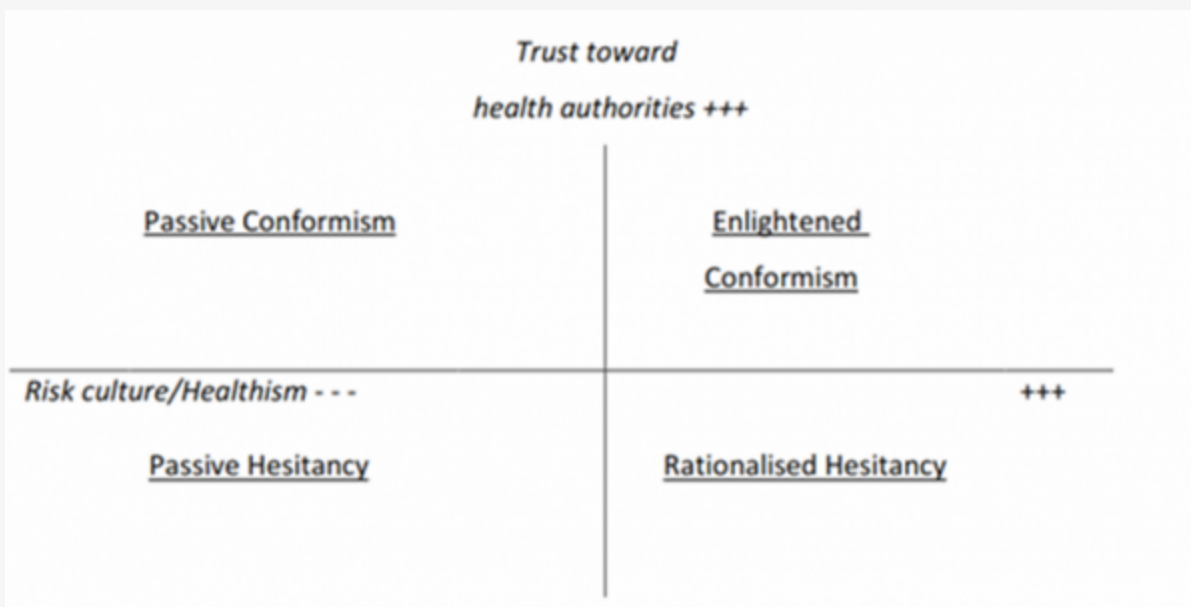 Trust toward
health authorities +++
Passive Conformism
Enlightened
Conformism
Risk culture/Healthism - - -
+++
Passive Hesitancy
Rationalised Hesitancy